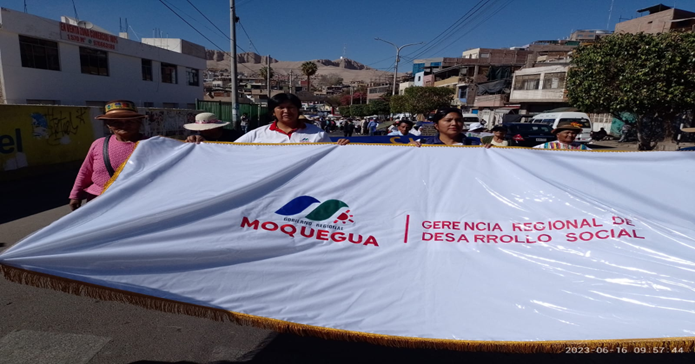 GOBIERNO REGIONAL
MOQUEGUA
GERENCIA REGIONAL DE
DESARROLLO SOCIAL
2023-06-16 09:57:44